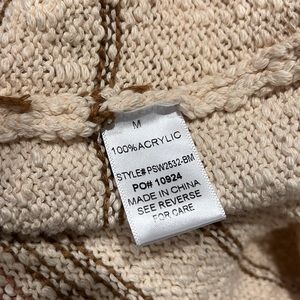 M
100%ACRYLIC
STYLE# PSW2532-BM
PO# 10924
MADE IN CHINA
SEE REVERSE
FOR CARE